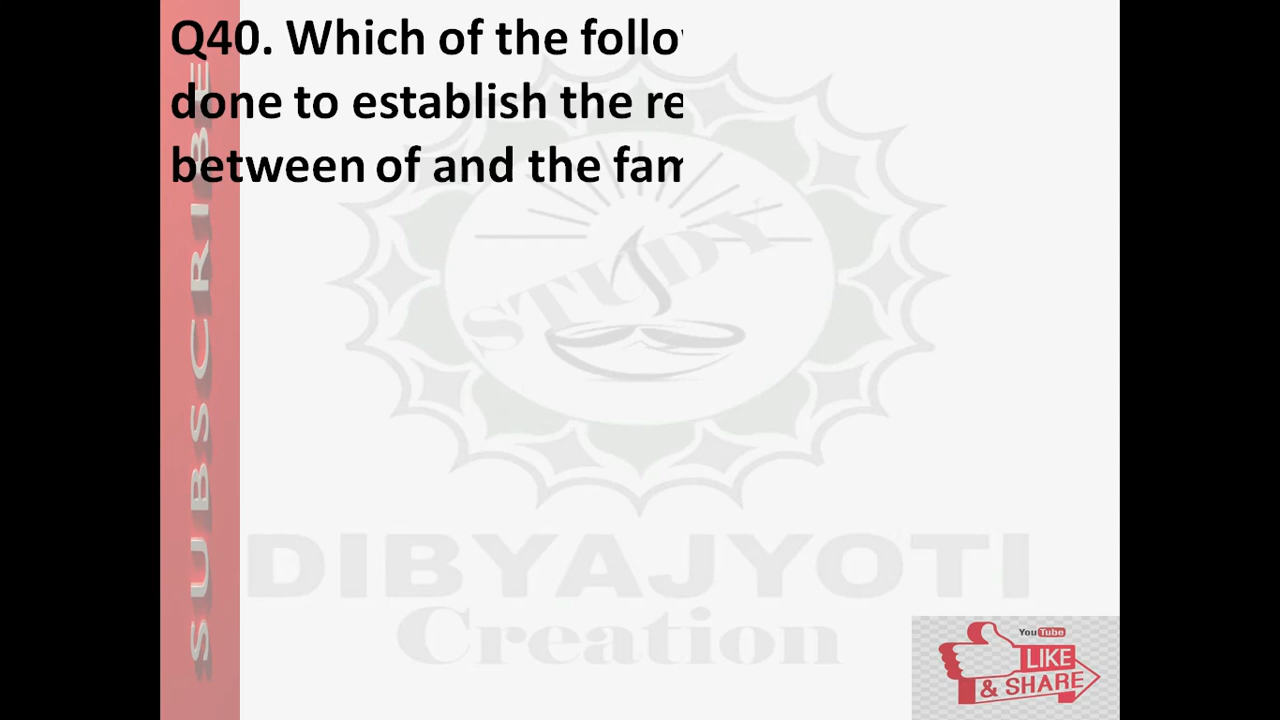 Q40. Which of the follo
done to establish the re
between of and the fam
SUBSCRIBE
STUDY
DIBYAJYOTI
Creation
YouTube
LIKE
& SHARE